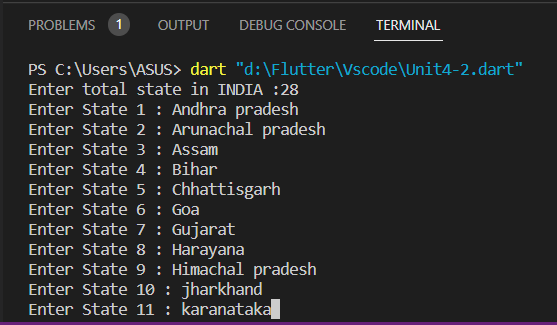 PROBLEMS 1 OUTPUT DEBUG CONSOLE TERMINAL
PS C:\Users\ASUS> dart "d:\Flutter\Vscode\Unit4-2.dart"
Enter total state in INDIA :28
Enter State 1 : Andhra pradesh
Enter State 2 : Arunachal pradesh
Enter State 3 : Assam
Enter State 4 : Bihar
Enter State 5 : Chhattisgarh
Enter State 6 : Goa
Enter State 7 : Gujarat
Enter State 8 : Harayana
Enter State 9 : Himachal pradesh
Enter State 10 : jharkhand
Enter State 11 : karanataka